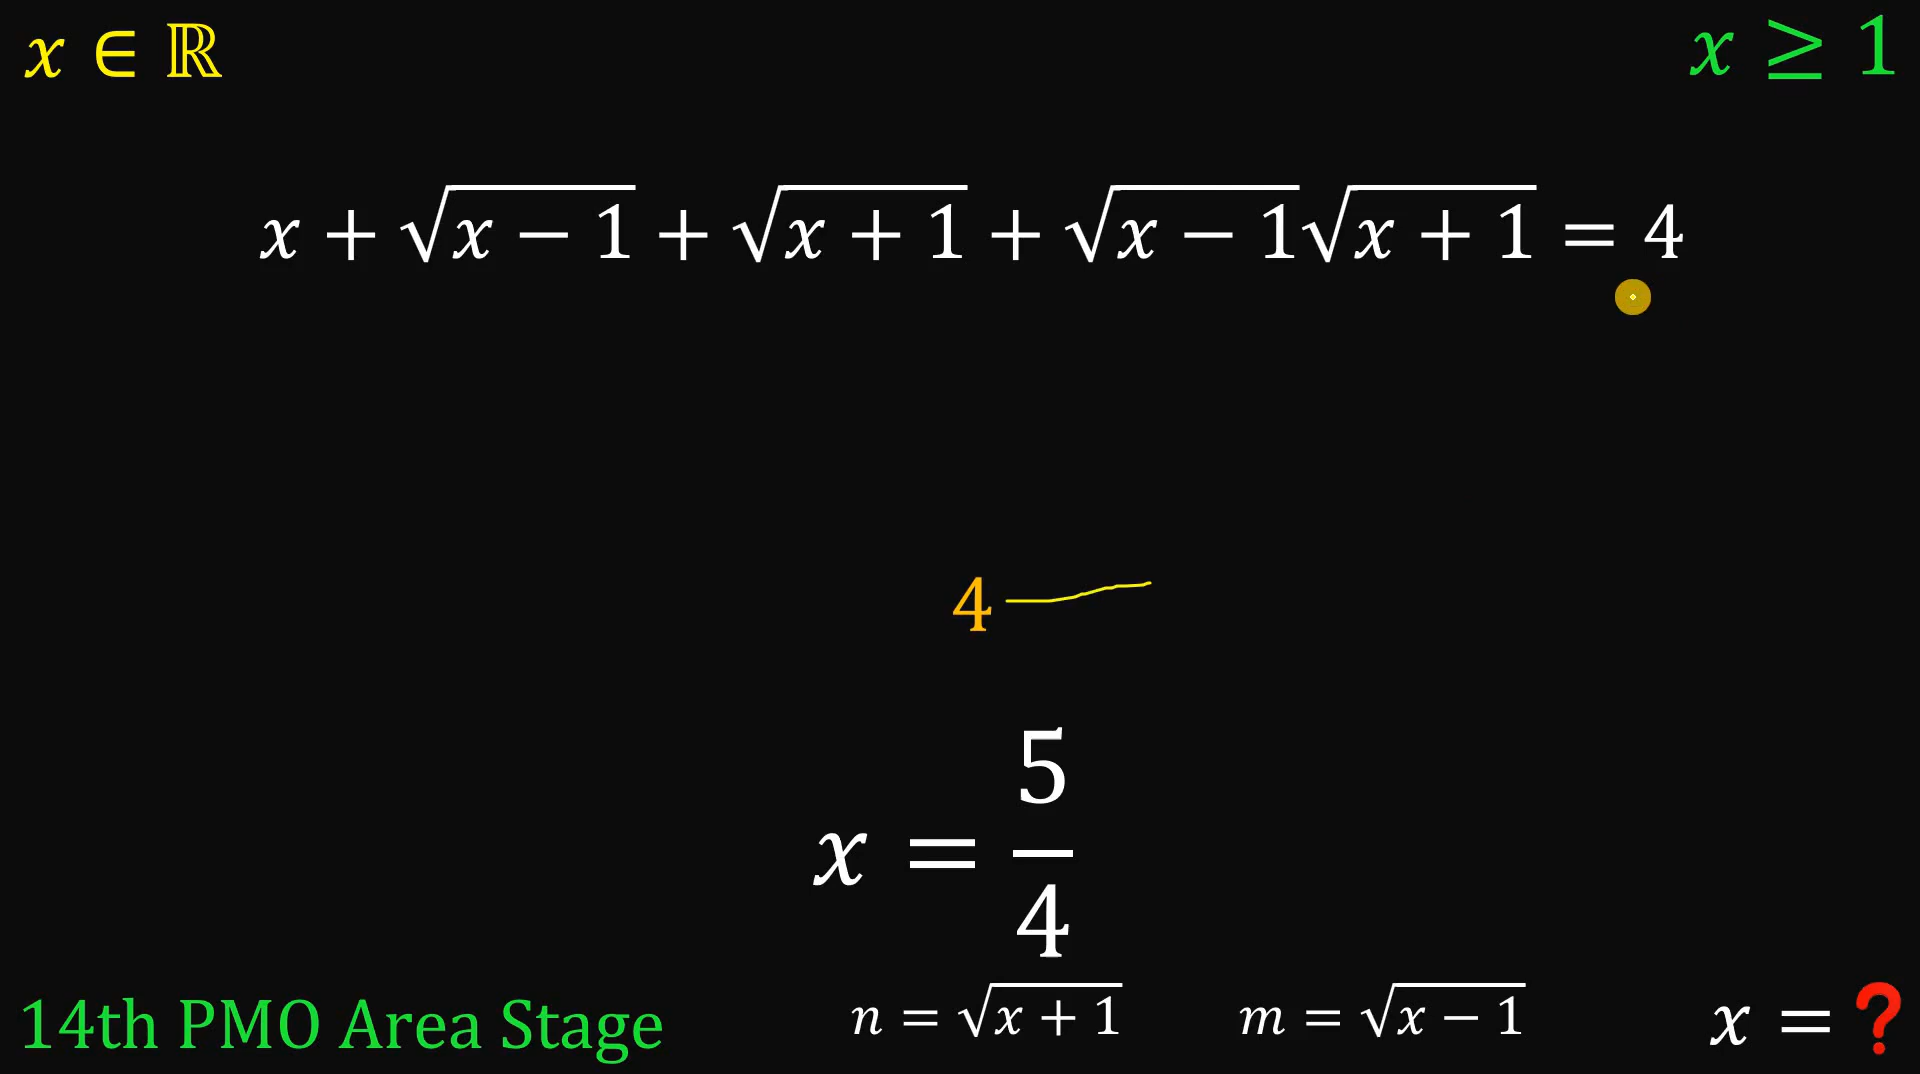 x ∈ ℝ
x ≥ 1
x + √(x − 1) + √(x + 1) + √(x − 1)√(x + 1) = 4
4
x = 5/4
14th PMO Area Stage
n = √(x + 1)
m = √(x − 1)
x = ❓